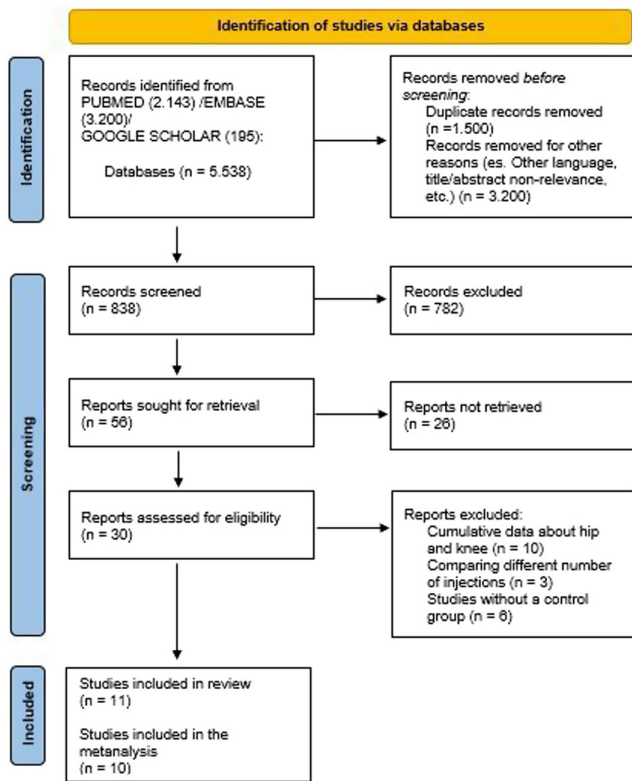 Identification of studies via databases
Identification
Records identified from
PUBMED (2.143) /EMBASE
(3.200)/
GOOGLE SCHOLAR (195):
Databases (n = 5.538)
Records removed before
screening:
Duplicate records removed
(n =1.500)
Records removed for other
reasons (es. Other language,
title/abstract non-relevance,
etc.) (n = 3.200)
Screening
Records screened
(n = 838)
Records excluded
(n = 782)
Reports sought for retrieval
(n = 56)
Reports not retrieved
(n = 26)
Reports assessed for eligibility
(n = 30)
Reports excluded:
Cumulative data about hip
and knee (n = 10)
Comparing different number
of injections (n = 3)
Studies without a control
group (n = 6)
Included
Studies included in review
(n = 11)
Studies included in the
metanalysis
(n = 10)